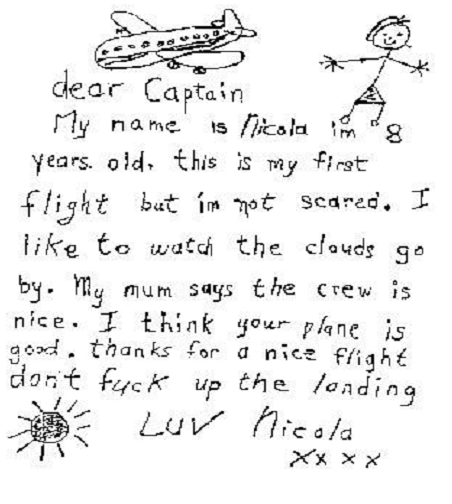 dear Captain
My name is Nicola im 8
years old, this is my first
flight but im not scared. I
like to watch the clouds go
by. My mum says the crew is
nice. I think your plane is
good. thanks for a nice flight
don't fuck up the landing
LUV Nicola
xxxx